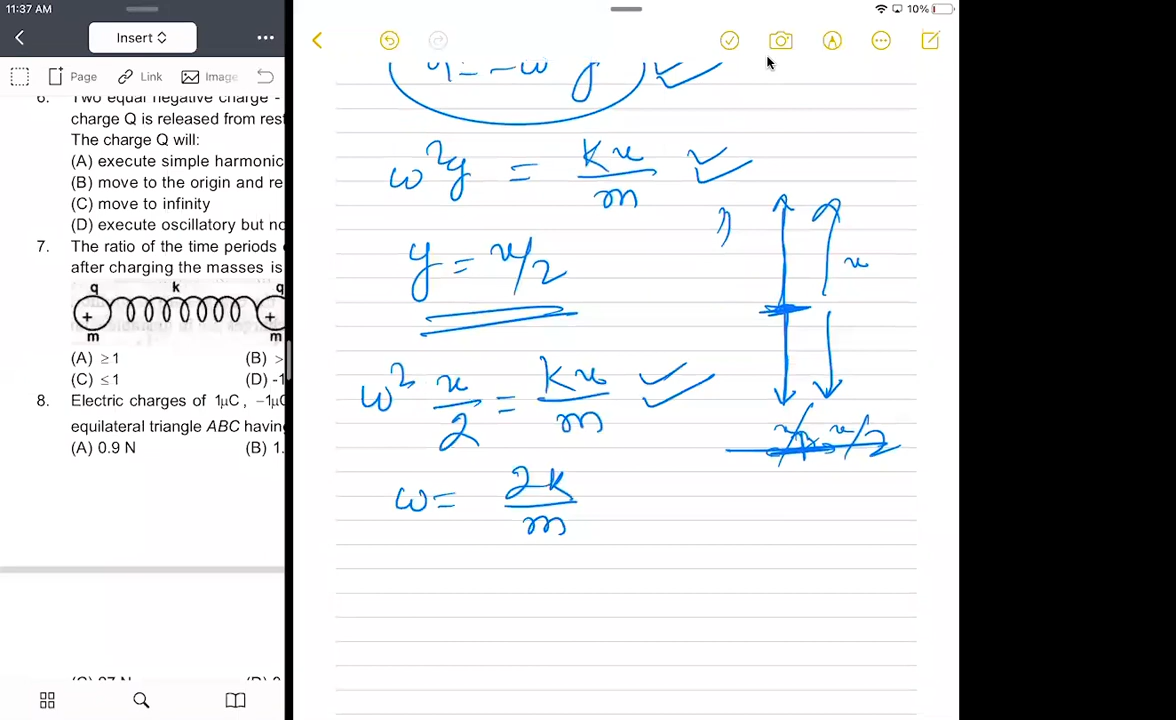 11:37 AM
10%
Insert
Page Link Image
6. Two equal negative charge -
charge Q is released from rest
The charge Q will:
(A) execute simple harmonic
(B) move to the origin and re
(C) move to infinity
(D) execute oscillatory but no
7. The ratio of the time periods
after charging the masses is
q k q
+ +
m m
(A) ≥ 1 (B) >
(C) ≤ 1 (D) -1
8. Electric charges of 1μC, -1μC
equilateral triangle ABC having
(A) 0.9 N (B) 1.
ω²y = Kx/m
y = x/2
x
ω² x/2 = Kx/m
x/2
ω = 2K/m